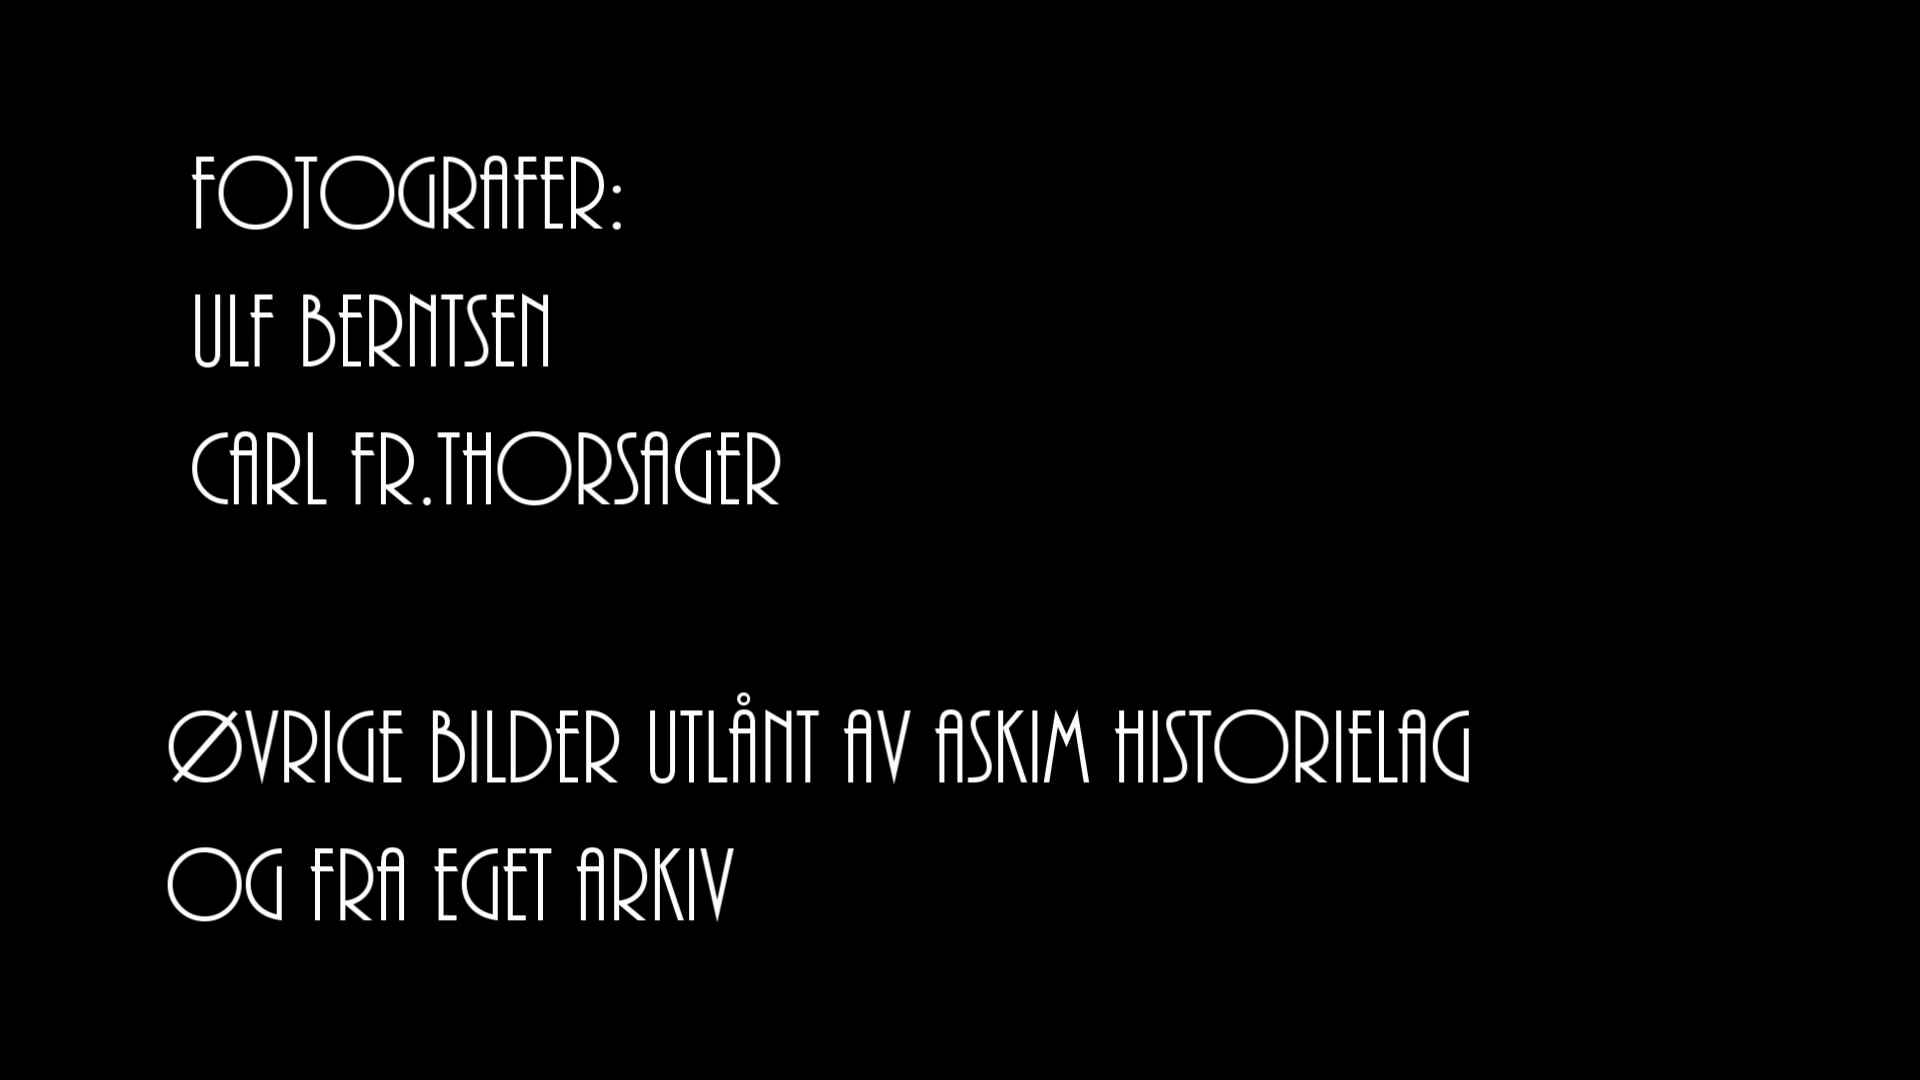 FOTOGRAFER:
ULF BERNTSEN
CARL FR.THORSAGER
ØVRIGE BILDER UTLÅNT AV ASKIM HISTORIELAG
OG FRA EGET ARKIV